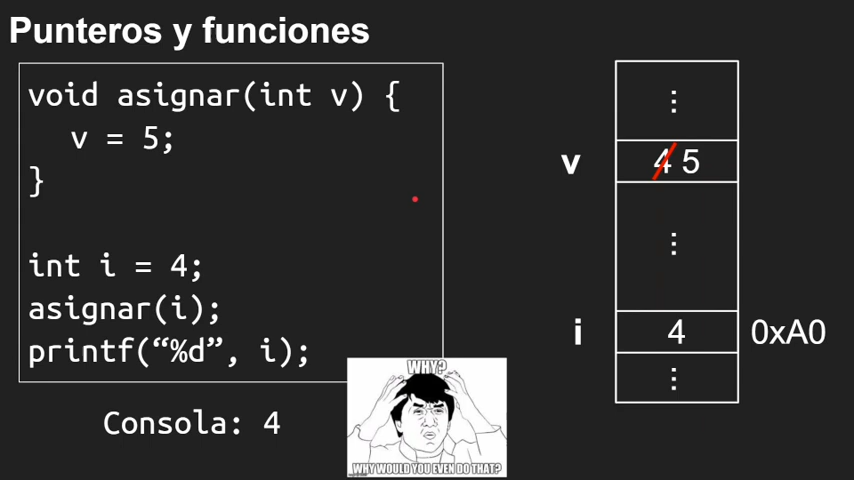 Punteros y funciones
void asignar(int v) {
v = 5;
}
int i = 4;
asignar(i);
printf(“%d”, i);
Consola: 4
⋮
v 4 5
⋮
i 4 0xA0
⋮
WHY?
WHY WOULD YOU EVEN DO THAT?